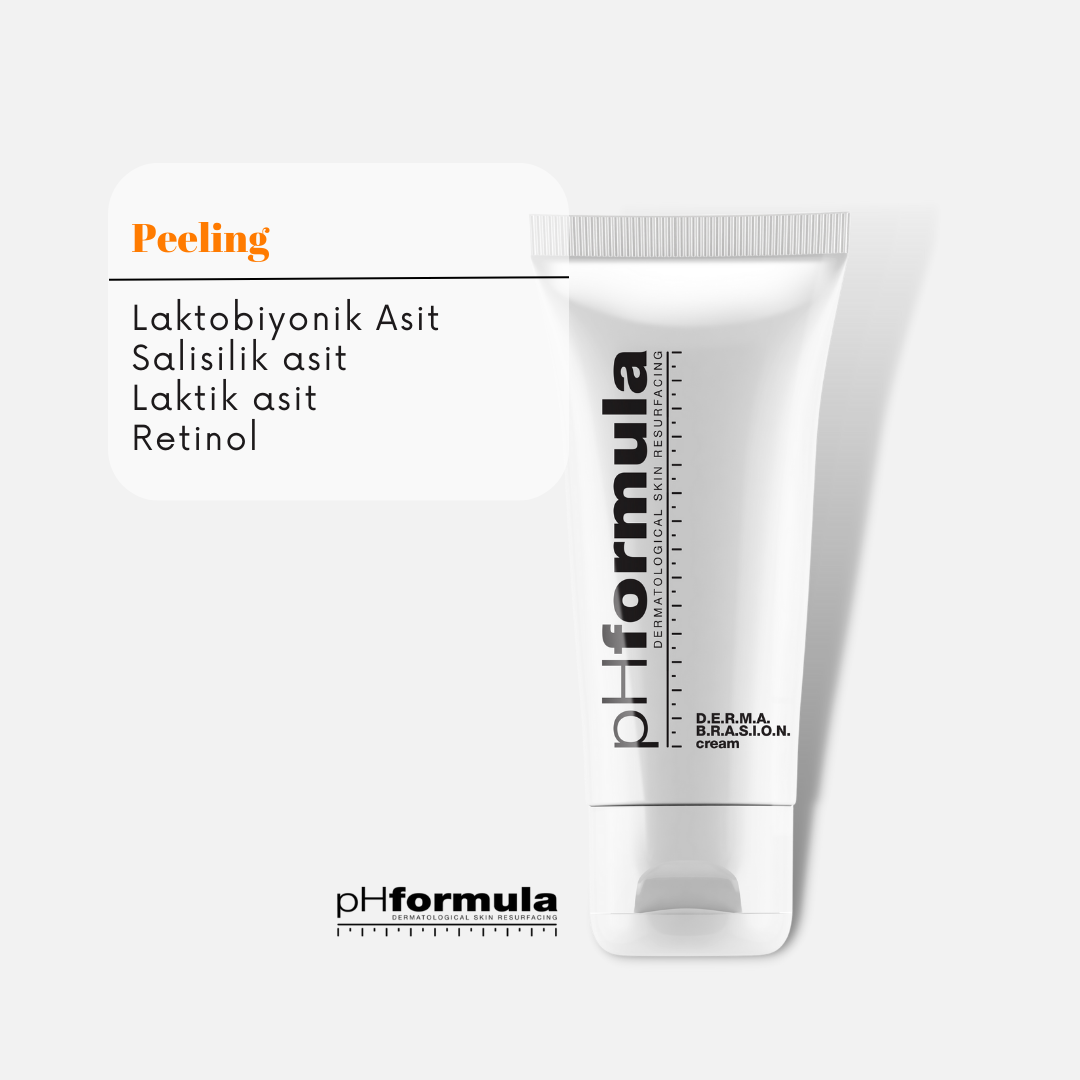 Peeling
Laktobiyonik Asit
Salisilik asit
Laktik asit
Retinol
pHformula
DERMATOLOGICAL SKIN RESURFACING
D.E.R.M.A.
B.R.A.S.I.O.N.
cream
pHformula
DERMATOLOGICAL SKIN RESURFACING